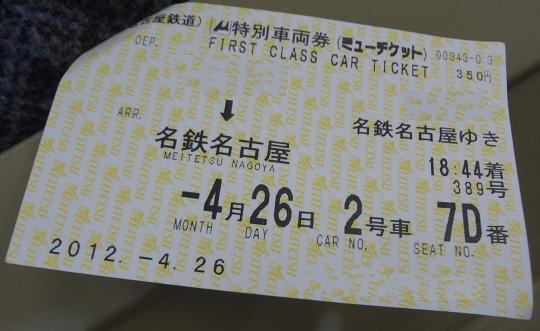 古屋鉄道) μ特別車両券(ミューチケット) 00343-03
DEP. FIRST CLASS CAR TICKET 350円
↓
ARR. 名鉄名古屋 名鉄名古屋ゆき
MEITETSU NAGOYA 18:44着
389号
-4月26日 2号車 7D番
MONTH DAY CAR NO. SEAT NO.
2012.-4.26